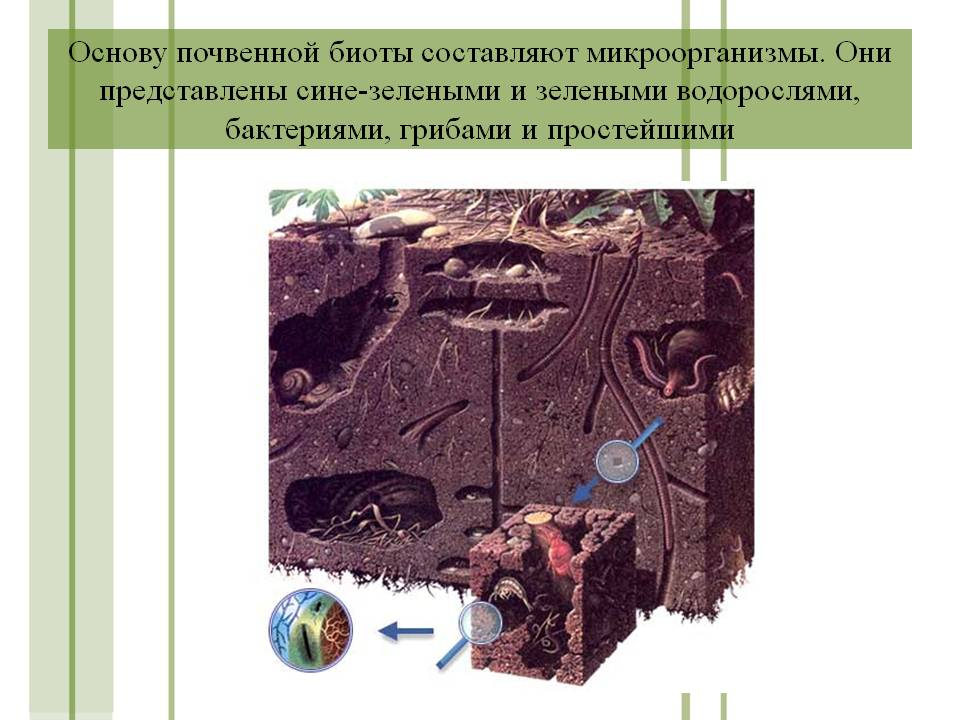 Основу почвенной биоты составляют микроорганизмы. Они
представлены сине-зелеными и зелеными водорослями,
бактериями, грибами и простейшими